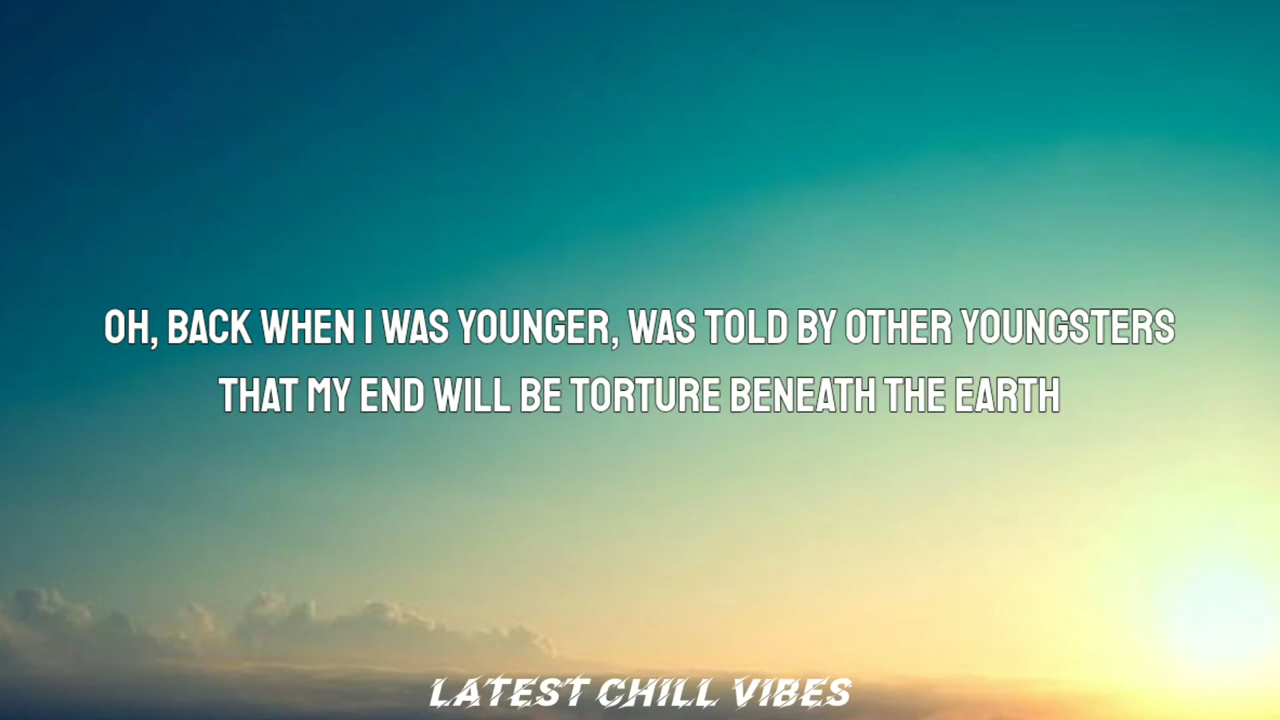 OH, BACK WHEN I WAS YOUNGER, WAS TOLD BY OTHER YOUNGSTERS
THAT MY END WILL BE TORTURE BENEATH THE EARTH
LATEST CHILL VIBES